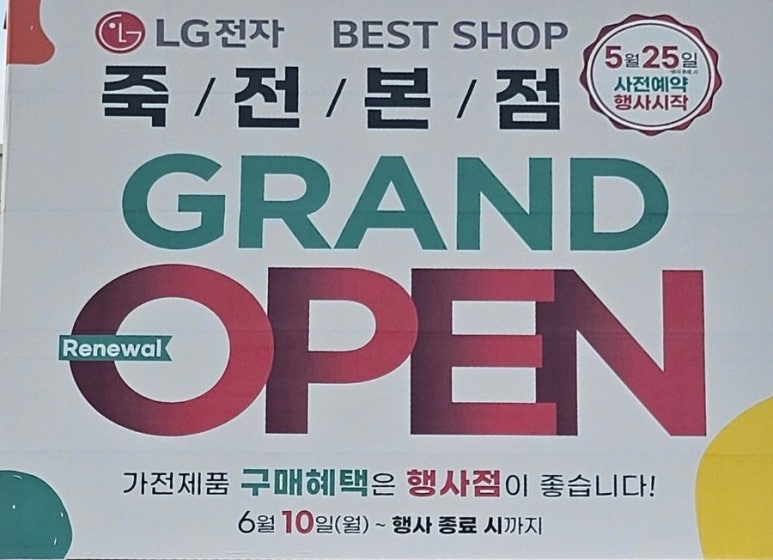 LG전자 BEST SHOP
죽/전/본/점
5월25일
사전예약
행사시작
GRAND
OPEN
Renewal
가전제품 구매혜택은 행사점이 좋습니다!
6월 10일(월) ~ 행사 종료 시까지